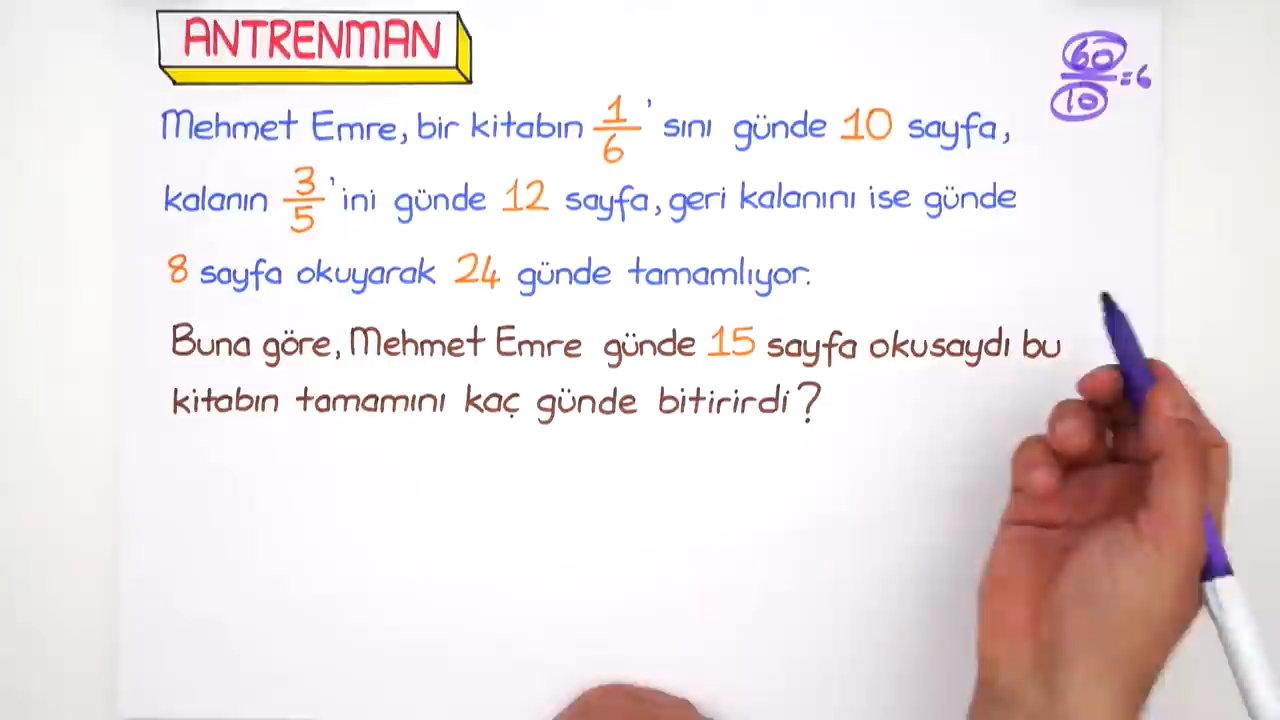 ANTRENMAN
60/10 = 6
Mehmet Emre, bir kitabın 1/6'sını günde 10 sayfa,
kalanın 3/5'ini günde 12 sayfa, geri kalanını ise günde
8 sayfa okuyarak 24 günde tamamlıyor.
Buna göre, Mehmet Emre günde 15 sayfa okusaydı bu
kitabın tamamını kaç günde bitirirdi?